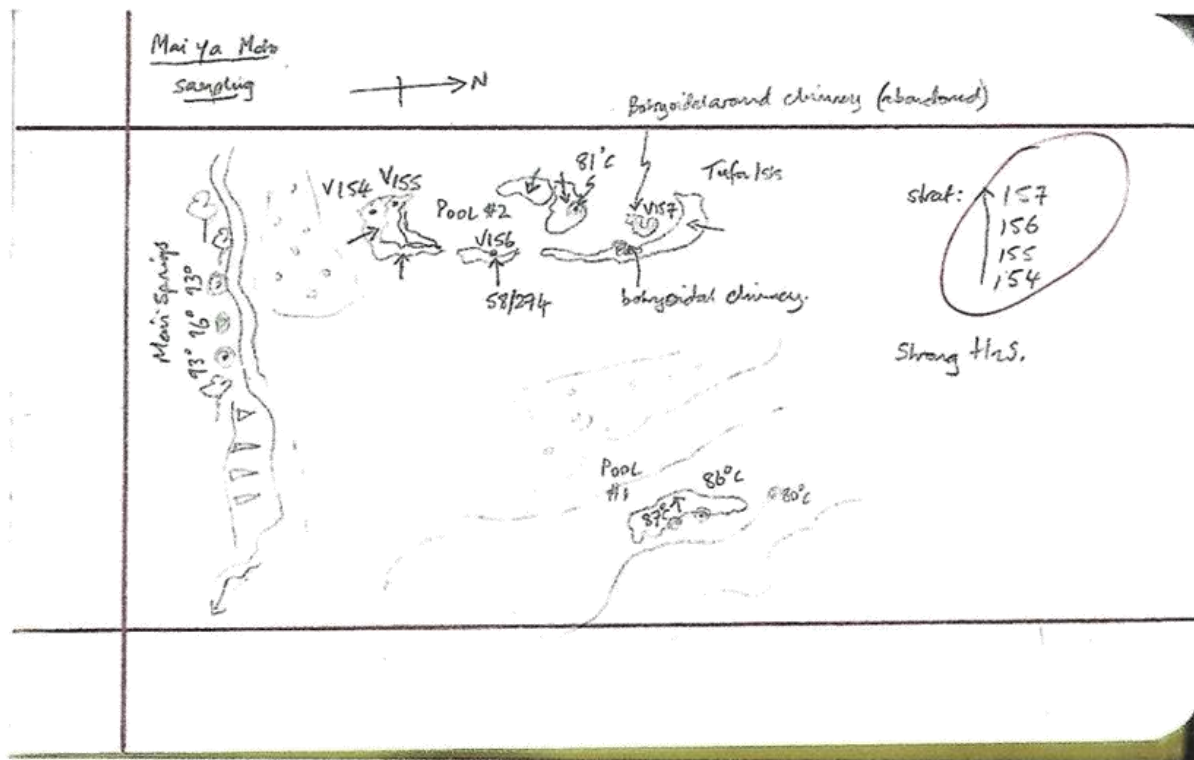 Mai ya Moto
Sampling
N
Botryoidal around chimney (abandoned)
81°C
V154 V155
Pool #2
V156
58/274
V157
Tufa/sis
botryoidal chimney.
strat: 157
156
155
154
Strong H2S.
Main Springs
93° 96° 93°
Pool
#1
86°C
87°C
80°C